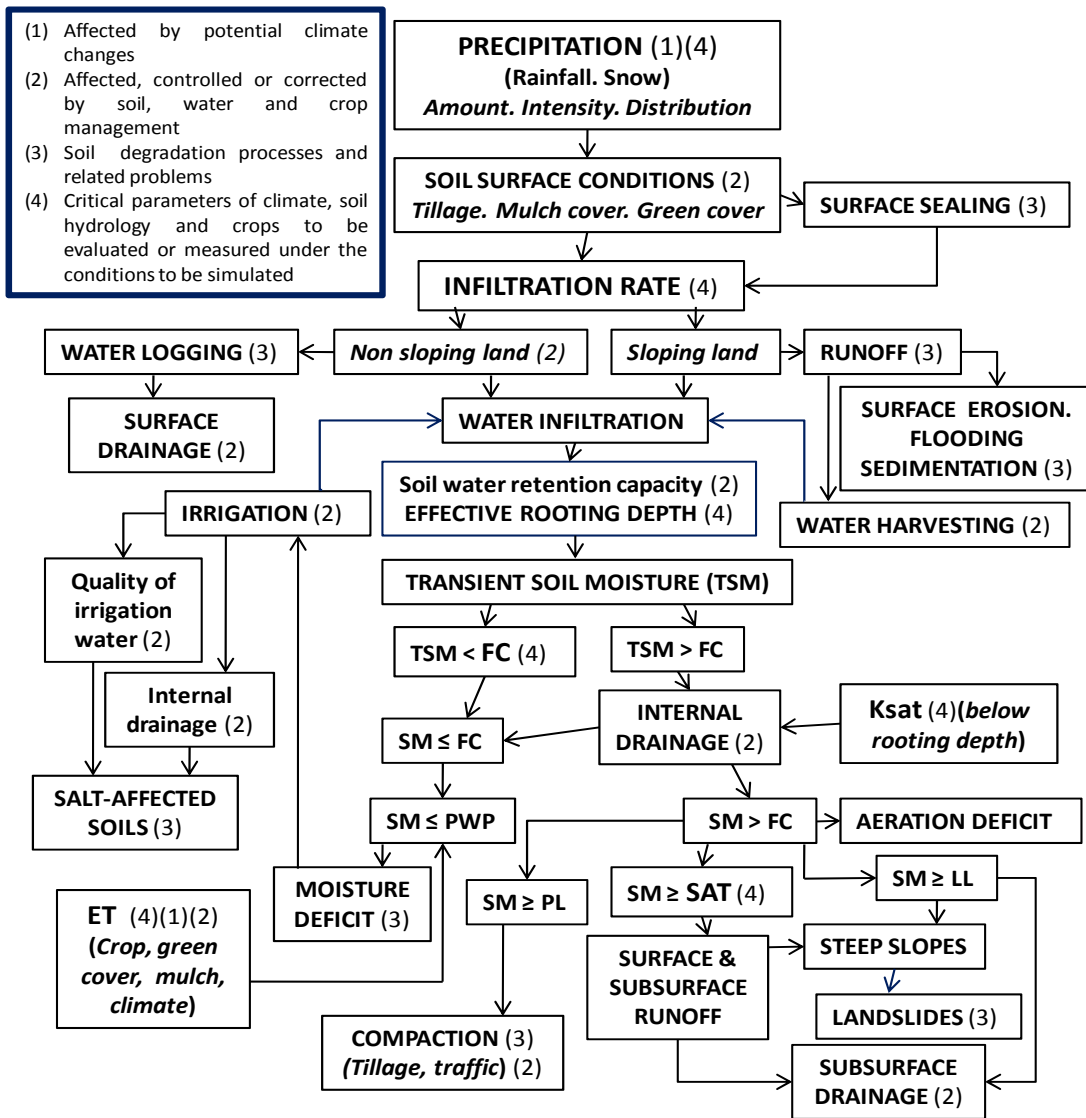 (1) Affected by potential climate
changes
(2) Affected, controlled or corrected
by soil, water and crop
management
(3) Soil degradation processes and
related problems
(4) Critical parameters of climate, soil
hydrology and crops to be
evaluated or measured under the
conditions to be simulated
PRECIPITATION (1)(4)
(Rainfall. Snow)
Amount. Intensity. Distribution
SOIL SURFACE CONDITIONS (2)
Tillage. Mulch cover. Green cover
SURFACE SEALING (3)
INFILTRATION RATE (4)
WATER LOGGING (3)
Non sloping land (2)
Sloping land
RUNOFF (3)
SURFACE
DRAINAGE (2)
WATER INFILTRATION
SURFACE EROSION.
FLOODING
SEDIMENTATION (3)
Soil water retention capacity (2)
EFFECTIVE ROOTING DEPTH (4)
IRRIGATION (2)
WATER HARVESTING (2)
Quality of
irrigation
water (2)
TRANSIENT SOIL MOISTURE (TSM)
TSM < FC (4)
TSM > FC
Internal
drainage (2)
SM ≤ FC
INTERNAL
DRAINAGE (2)
Ksat (4)(below
rooting depth)
SALT-AFFECTED
SOILS (3)
SM ≤ PWP
SM > FC
AERATION DEFICIT
MOISTURE
DEFICIT (3)
SM ≥ PL
SM ≥ SAT (4)
SM ≥ LL
ET (4)(1)(2)
(Crop, green
cover, mulch,
climate)
SURFACE &
SUBSURFACE
RUNOFF
STEEP SLOPES
LANDSLIDES (3)
COMPACTION (3)
(Tillage, traffic) (2)
SUBSURFACE
DRAINAGE (2)